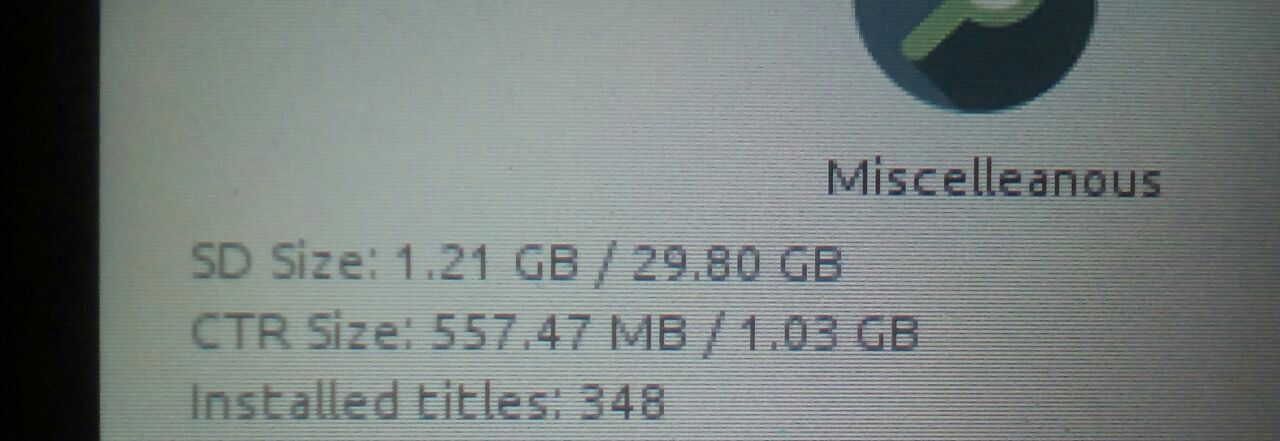 Miscelleanous
SD Size: 1.21 GB / 29.80 GB
CTR Size: 557.47 MB / 1.03 GB
Installed titles: 348